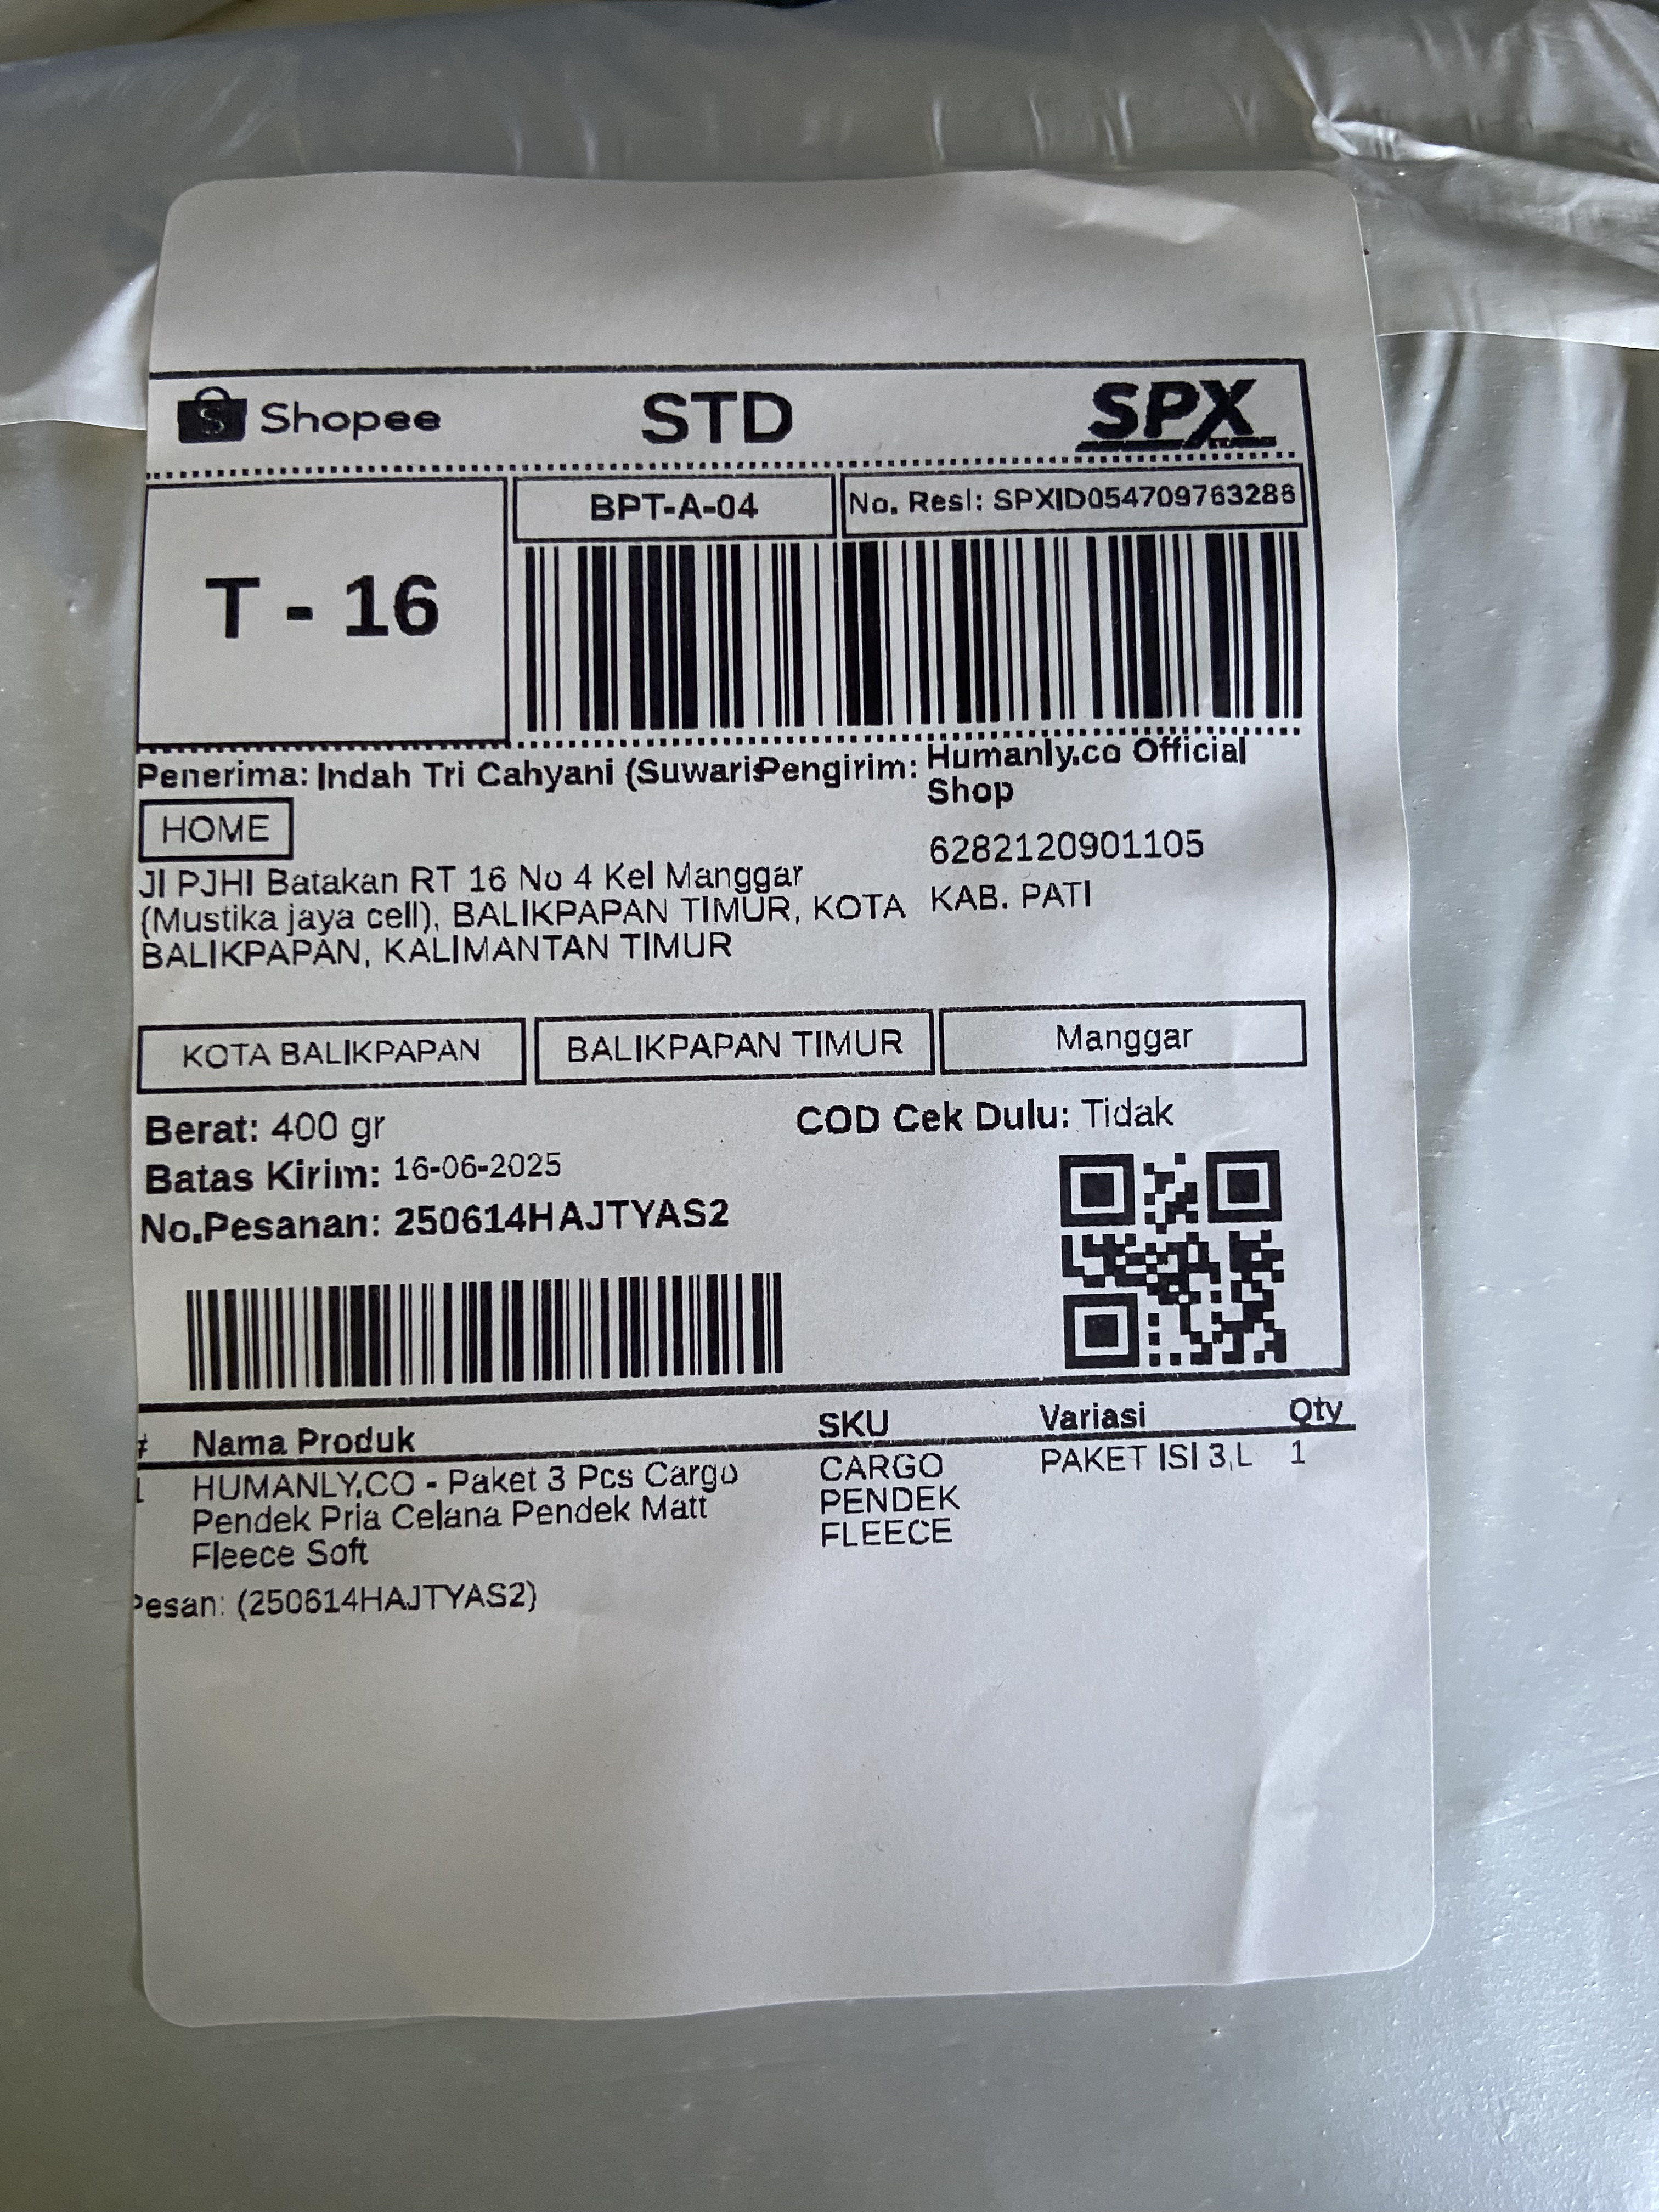 Shopee
STD
SPX
BPT-A-04
No. Resi: SPXID054709763286
T - 16
Penerima: Indah Tri Cahyani (Suwaris
Pengirim: Humanly.co Official
Shop
HOME
6282120901105
Jl PJHI Batakan RT 16 No 4 Kel Manggar
(Mustika jaya cell), BALIKPAPAN TIMUR, KOTA
KAB. PATI
BALIKPAPAN, KALIMANTAN TIMUR
KOTA BALIKPAPAN
BALIKPAPAN TIMUR
Manggar
Berat: 400 gr
COD Cek Dulu: Tidak
Batas Kirim: 16-06-2025
No.Pesanan: 250614HAJTYAS2
# Nama Produk SKU Variasi Qty
1 HUMANLY.CO - Paket 3 Pcs Cargo CARGO PAKET ISI 3,L 1
Pendek Pria Celana Pendek Matt PENDEK
Fleece Soft FLEECE
Pesan: (250614HAJTYAS2)